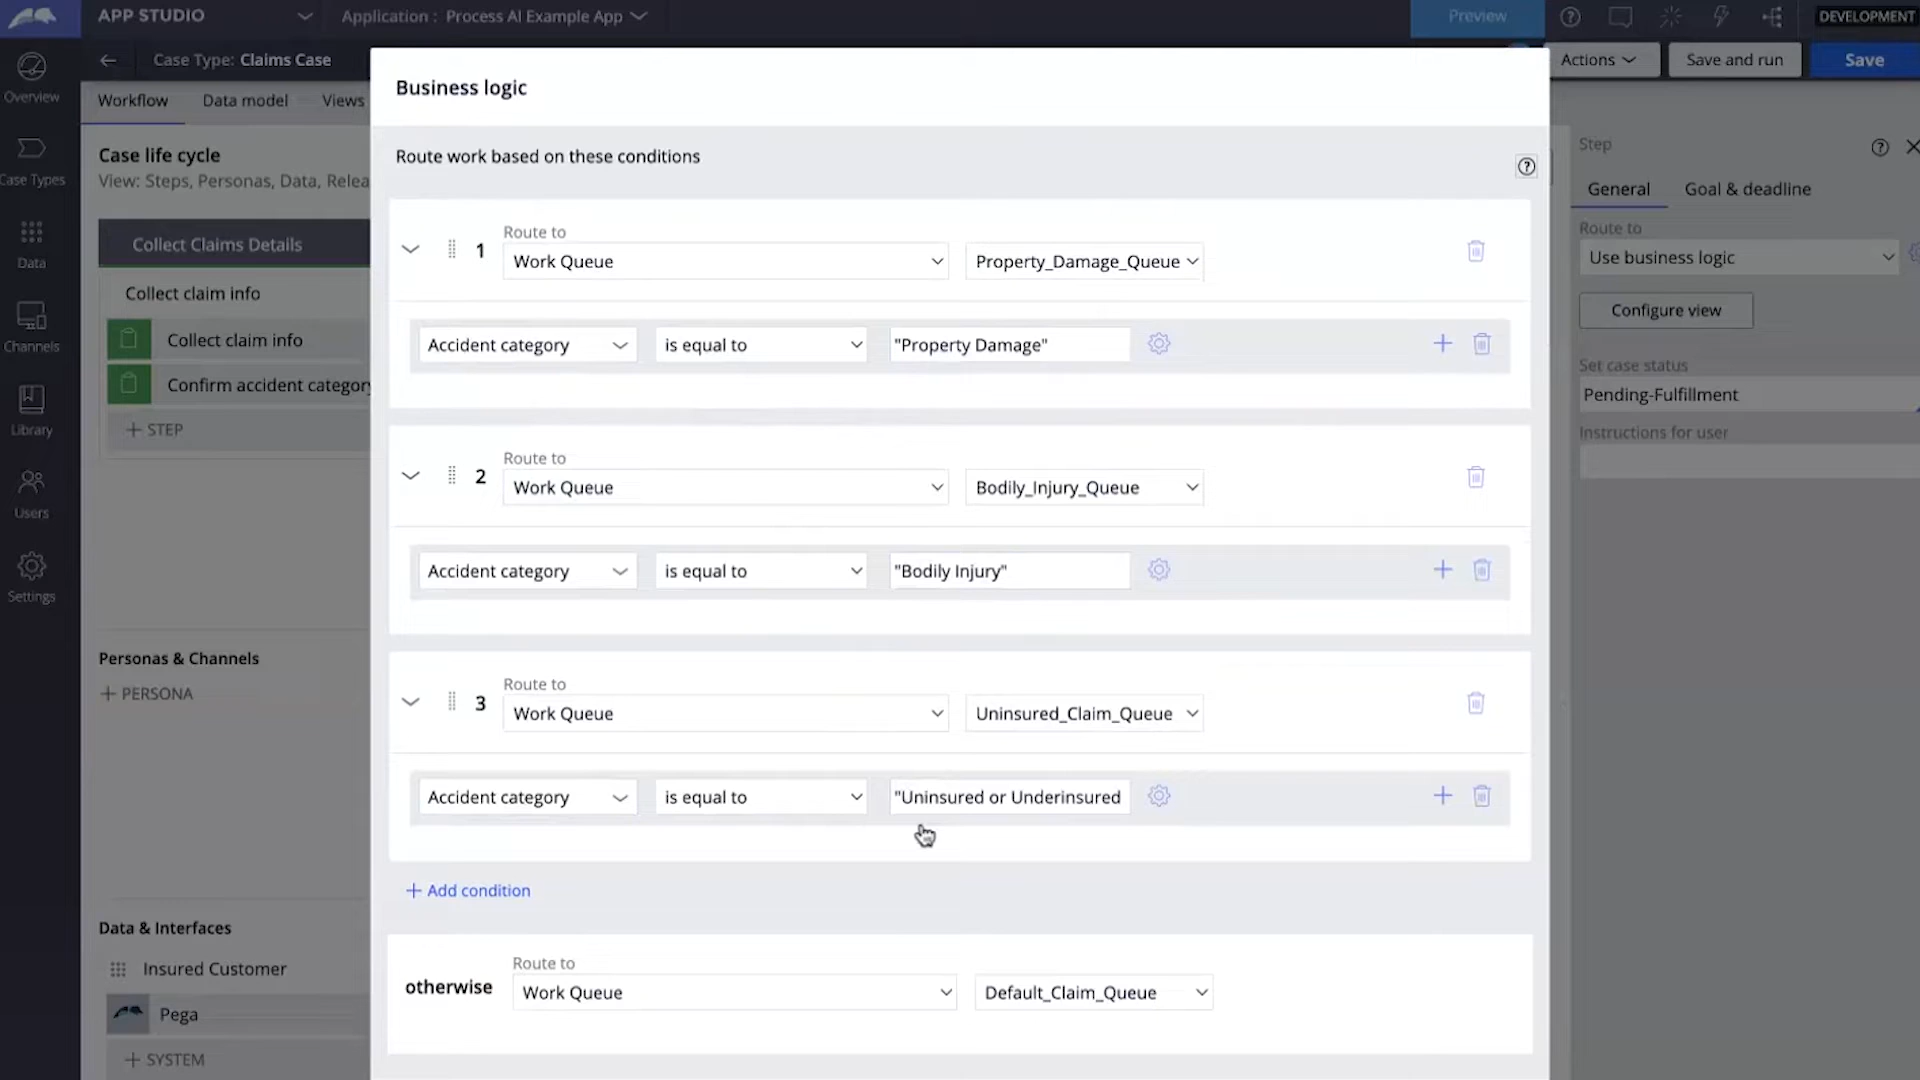 APP STUDIO
Application : Process AI Example App
Preview
DEVELOPMENT
Case Type: Claims Case
Actions
Save and run
Save
Overview
Case Types
Data
Channels
Library
Users
Settings
Workflow
Data model
Views
Case life cycle
View: Steps, Personas, Data, Relea
Collect Claims Details
Collect claim info
Collect claim info
Confirm accident category
+ STEP
Personas & Channels
+ PERSONA
Data & Interfaces
Insured Customer
Pega
+ SYSTEM
Business logic
Route work based on these conditions
1
Route to
Work Queue
Property_Damage_Queue
Accident category
is equal to
"Property Damage"
2
Route to
Work Queue
Bodily_Injury_Queue
Accident category
is equal to
"Bodily Injury"
3
Route to
Work Queue
Uninsured_Claim_Queue
Accident category
is equal to
"Uninsured or Underinsured
+ Add condition
otherwise
Route to
Work Queue
Default_Claim_Queue
Step
General
Goal & deadline
Route to
Use business logic
Configure view
Set case status
Pending-Fulfillment
Instructions for user